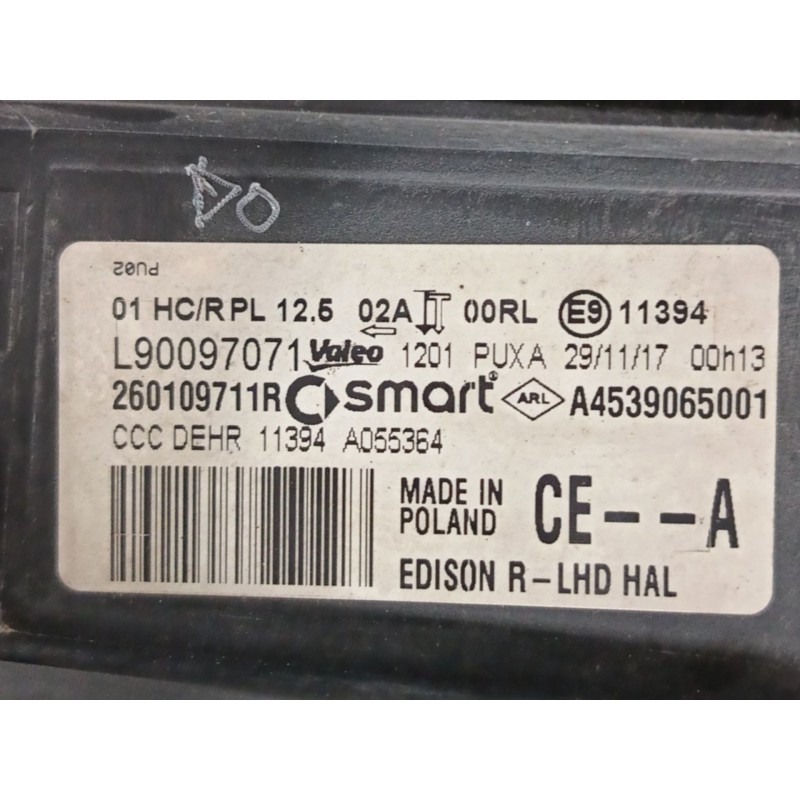 PU02
01 HC/R PL 12.5 02A 00RL E9 11394
L90097071 Valeo 1201 PUXA 29/11/17 00h13
260109711R smart ® ARL A4539065001
CCC DEHR 11394 A055364
MADE IN
POLAND
CE--A
EDISON R-LHD HAL